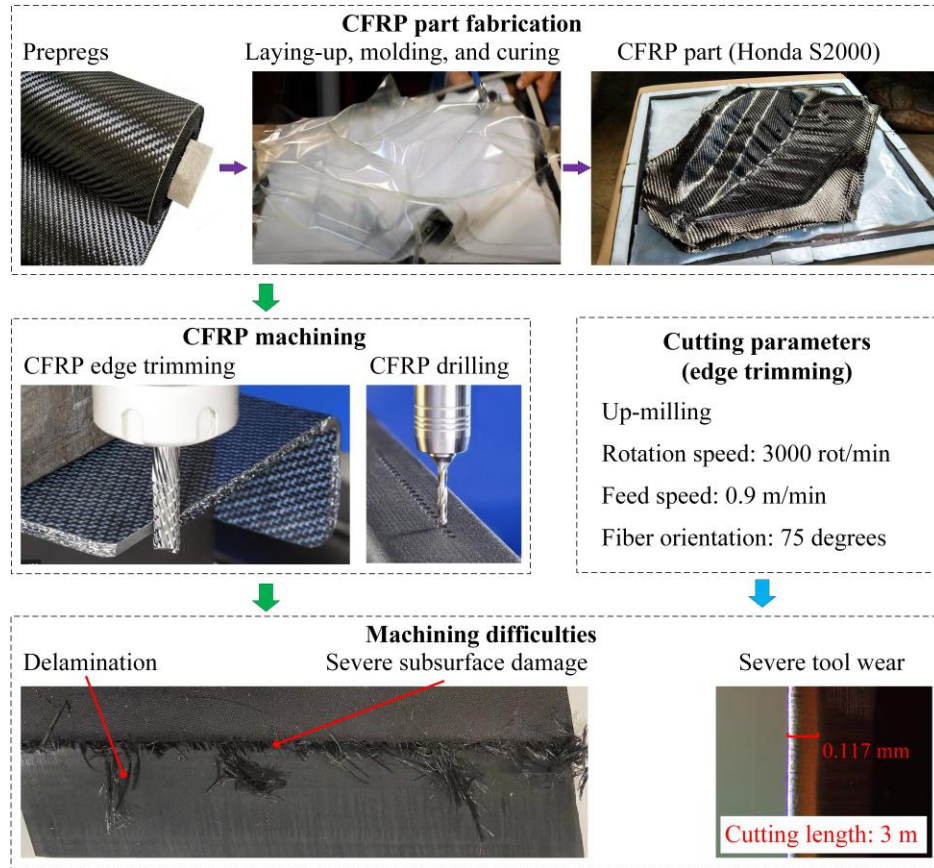 CFRP part fabrication
Prepregs
Laying-up, molding, and curing
CFRP part (Honda S2000)
CFRP machining
CFRP edge trimming
CFRP drilling
Cutting parameters
(edge trimming)
Up-milling
Rotation speed: 3000 rot/min
Feed speed: 0.9 m/min
Fiber orientation: 75 degrees
Machining difficulties
Delamination
Severe subsurface damage
Severe tool wear
0.117 mm
Cutting length: 3 m